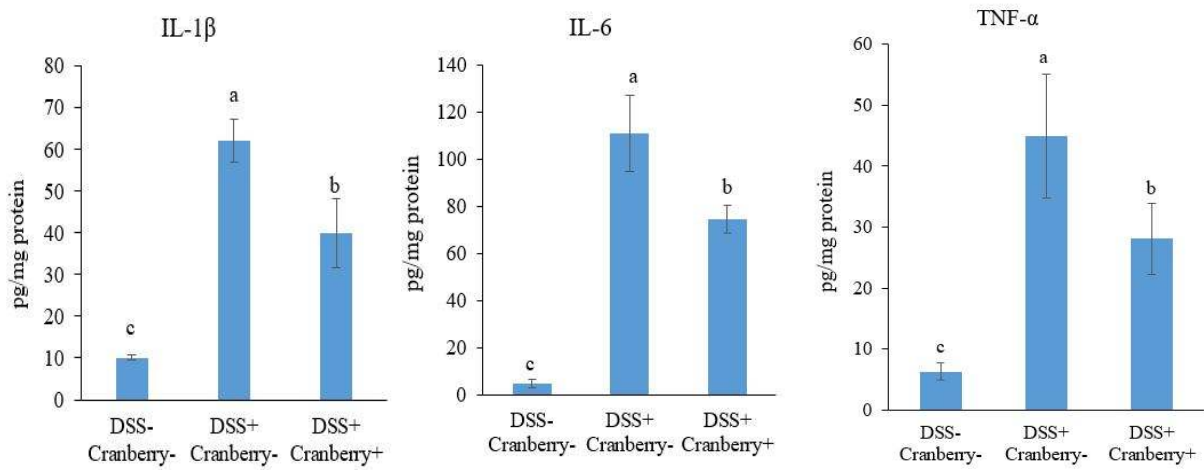 IL-1β
pg/mg protein
80
70
60
50
40
30
20
10
0
a
b
c
DSS-
Cranberry-
DSS+
Cranberry-
DSS+
Cranberry+
IL-6
pg/mg protein
140
120
100
80
60
40
20
0
a
b
c
DSS-
Cranberry-
DSS+
Cranberry-
DSS+
Cranberry+
TNF-α
pg/mg protein
60
50
40
30
20
10
0
a
b
c
DSS-
Cranberry-
DSS+
Cranberry-
DSS+
Cranberry+